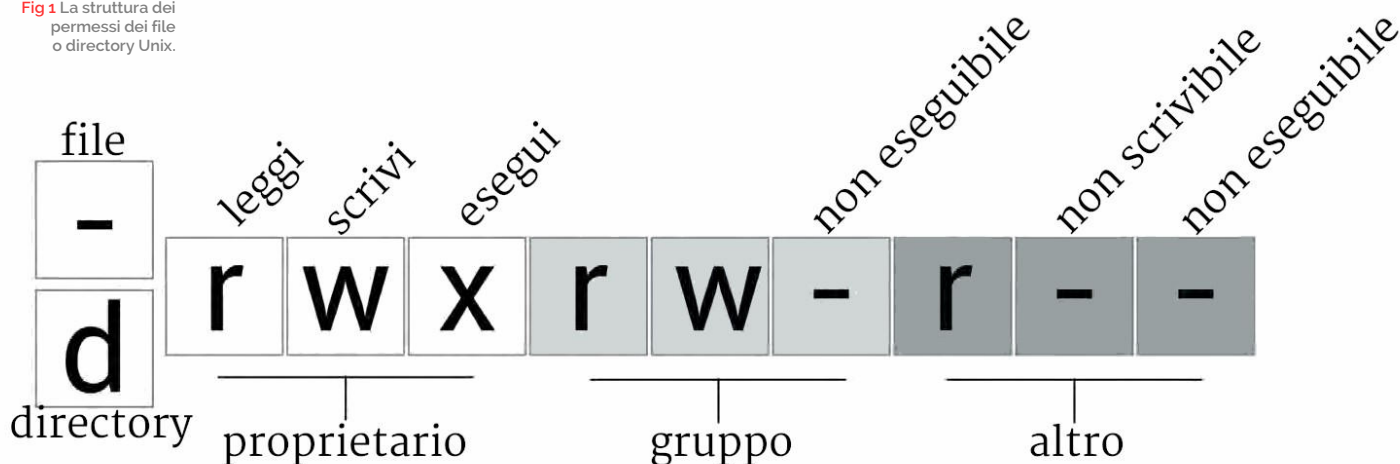 Fig 1 La struttura dei
permessi dei file
o directory Unix.
file
-
d
directory
leggi
scrivi
esegui
non eseguibile
non scrivibile
non eseguibile
r w x r w - r - -
proprietario
gruppo
altro